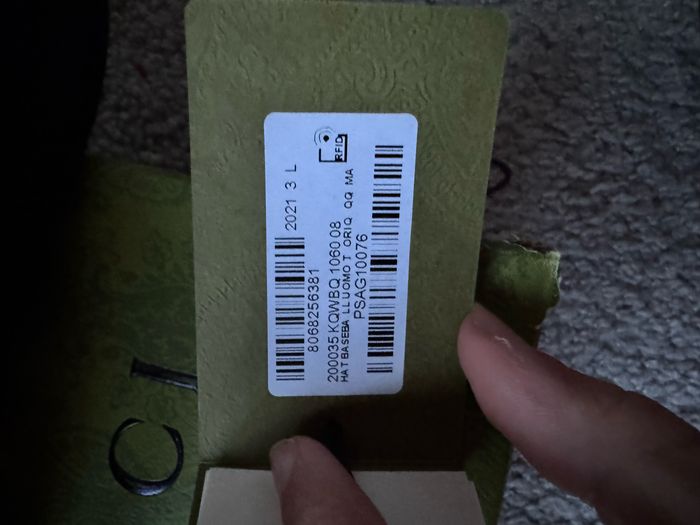 2021 3 L
RFID
8068256381
200035 KQWBQ 1060 08
HAT BASEBA LL UOMO T ORIQ QQ MA
PSAG10076